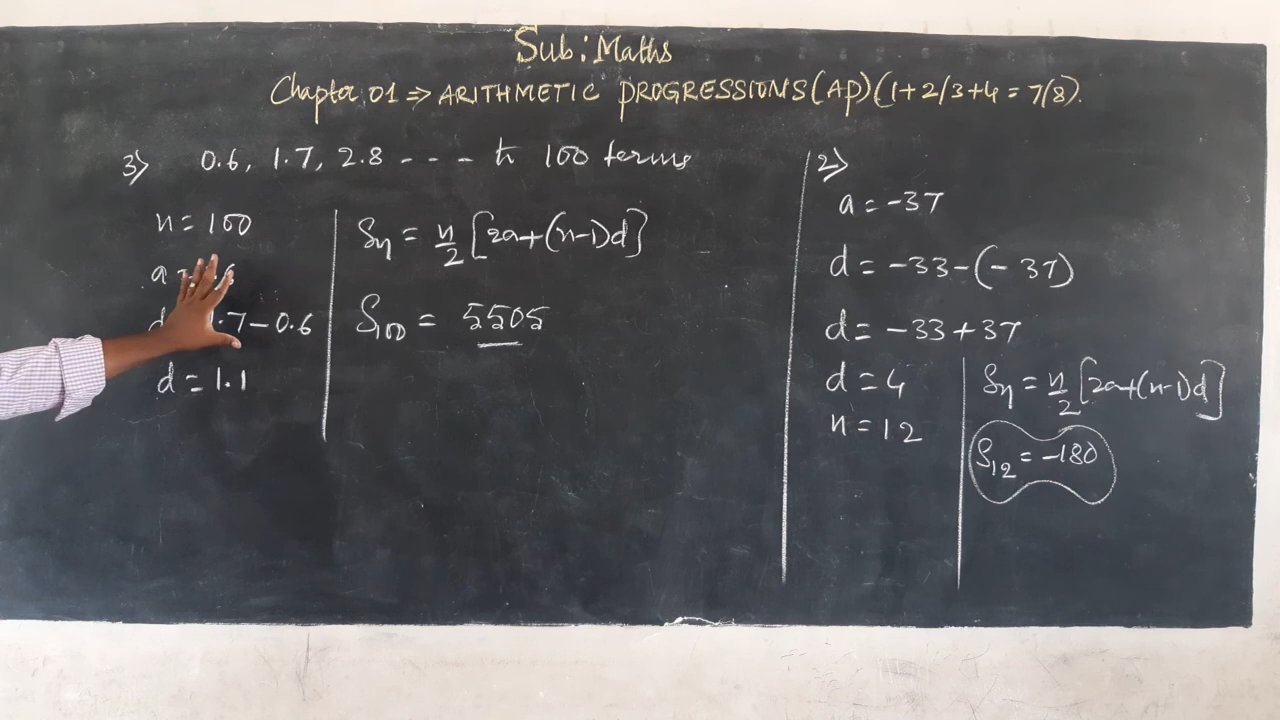 Sub: Maths
Chapter 01 ⇒ ARITHMETIC PROGRESSIONS (AP) (1+2/3+4 = 7/8).
3) 0.6, 1.7, 2.8 - - - - to 100 terms
n = 100
a =
.7 - 0.6
d = 1.1
Sn = n/2 [2a+(n-1)d]
S100 = 5505
2)
a = -37
d = -33-(-37)
d = -33+37
d = 4
n = 12
Sn = n/2 [2a+(n-1)d]
S12 = -180